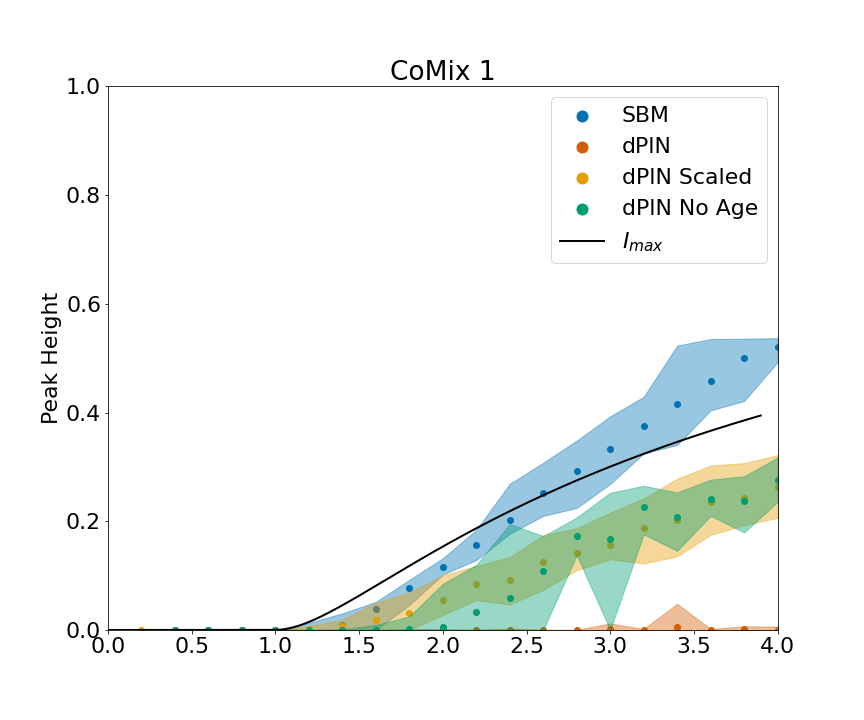 CoMix 1
1.0
0.8
0.6
0.4
0.2
0.0
Peak Height
SBM
dPIN
dPIN Scaled
dPIN No Age
I_max
0.0 0.5 1.0 1.5 2.0 2.5 3.0 3.5 4.0